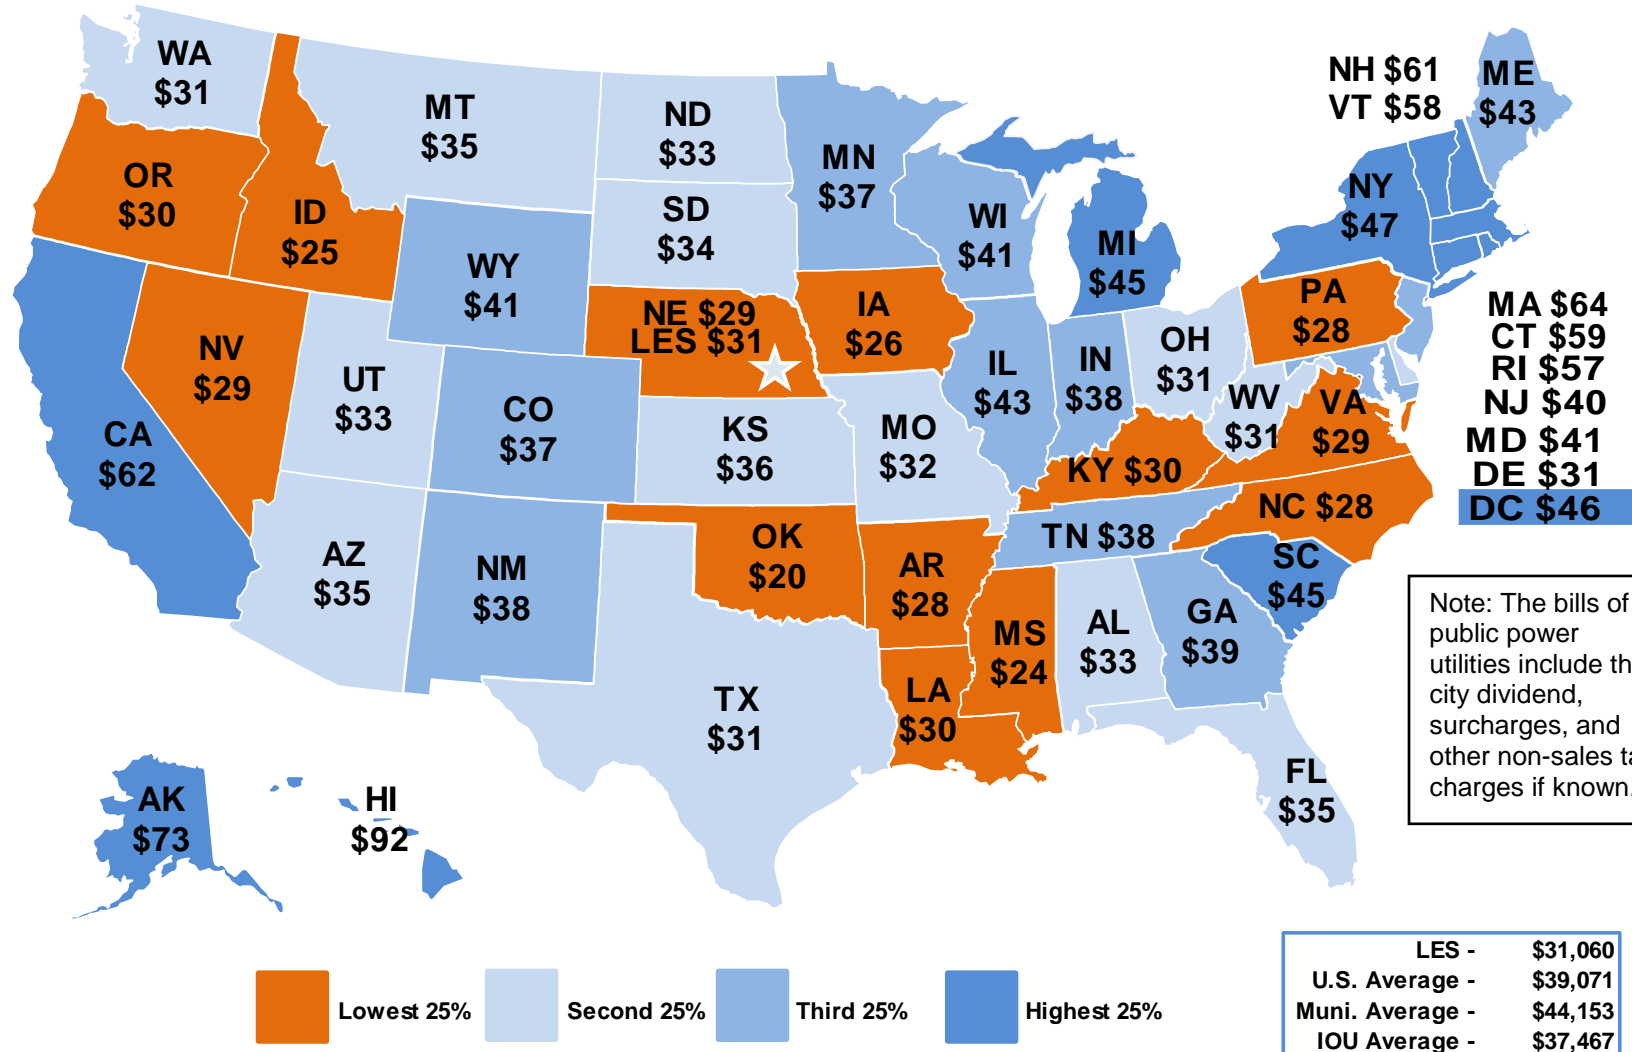 WA
$31
MT
$35
ND
$33
MN
$37
NH $61
VT $58
ME
$43
OR
$30
ID
$25
SD
$34
WI
$41
MI
$45
NY
$47
WY
$41
NE $29
LES $31
IA
$26
PA
$28
MA $64
CT $59
RI $57
NJ $40
MD $41
DE $31
DC $46
NV
$29
UT
$33
CO
$37
KS
$36
MO
$32
IL
$43
IN
$38
OH
$31
WV
$31
VA
$29
KY $30
CA
$62
AZ
$35
NM
$38
OK
$20
AR
$28
TN $38
NC $28
SC
$45
MS
$24
AL
$33
GA
$39
LA
$30
TX
$31
FL
$35
AK
$73
HI
$92
Note: The bills of
public power
utilities include th
city dividend,
surcharges, and
other non-sales ta
charges if known.
Lowest 25%
Second 25%
Third 25%
Highest 25%
LES - $31,060
U.S. Average - $39,071
Muni. Average - $44,153
IOU Average - $37,467